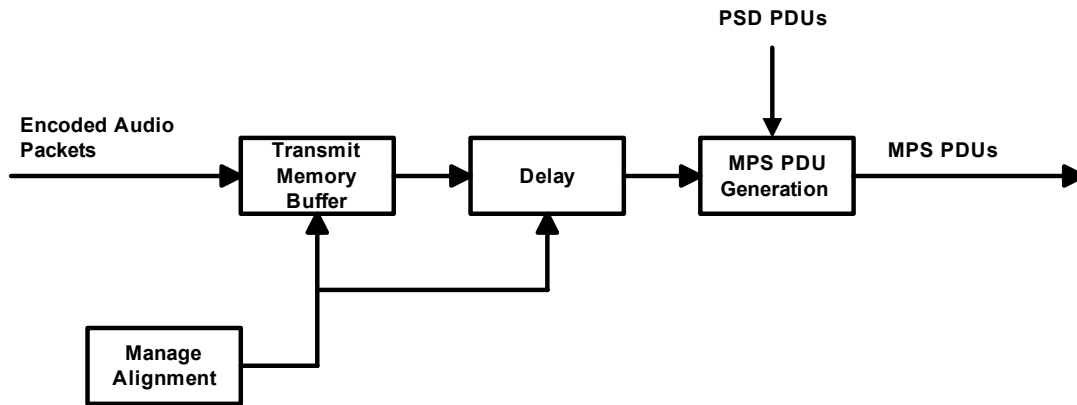 PSD PDUs
Encoded Audio
Packets
Transmit
Memory
Buffer
Delay
MPS PDU
Generation
MPS PDUs
Manage
Alignment